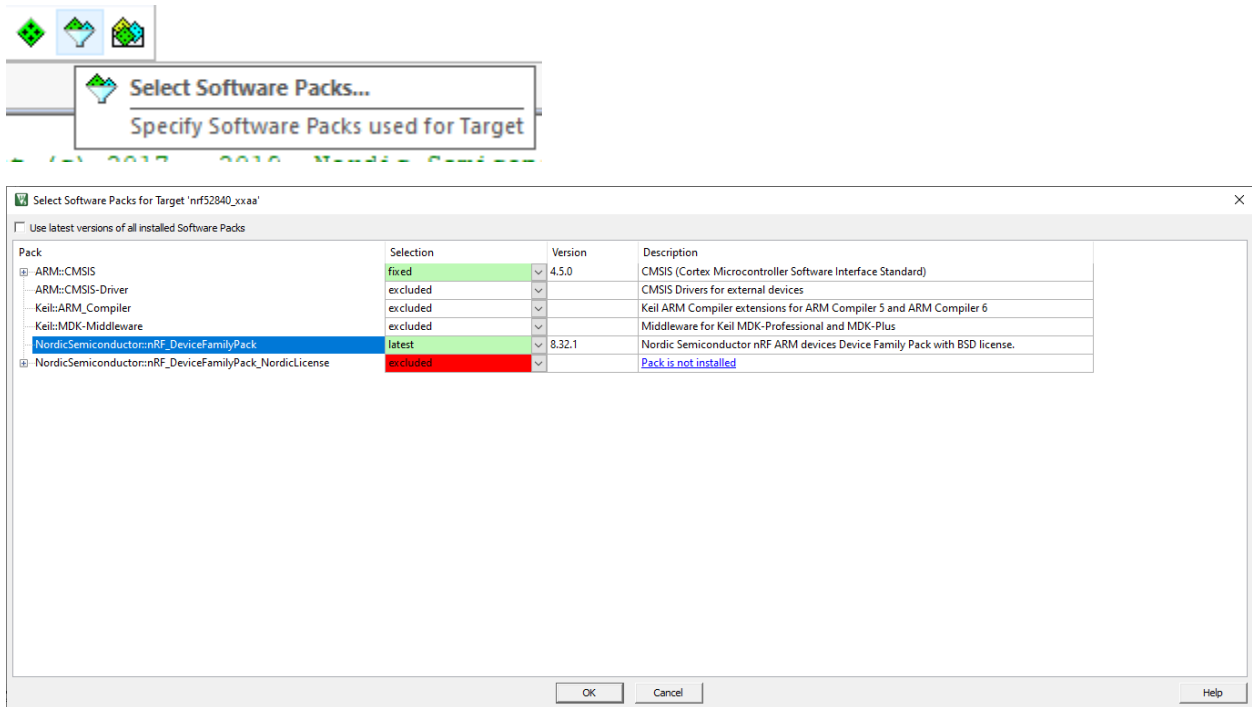 Select Software Packs...
Specify Software Packs used for Target
2017 2019 Nordic
Select Software Packs for Target 'nrf52840_xxaa'
Use latest versions of all installed Software Packs
Pack Selection Version Description
ARM::CMSIS fixed 4.5.0 CMSIS (Cortex Microcontroller Software Interface Standard)
ARM::CMSIS-Driver excluded CMSIS Drivers for external devices
Keil::ARM_Compiler excluded Keil ARM Compiler extensions for ARM Compiler 5 and ARM Compiler 6
Keil::MDK-Middleware excluded Middleware for Keil MDK-Professional and MDK-Plus
NordicSemiconductor::nRF_DeviceFamilyPack latest 8.32.1 Nordic Semiconductor nRF ARM devices Device Family Pack with BSD license.
NordicSemiconductor::nRF_DeviceFamilyPack_NordicLicense excluded Pack is not installed
OK Cancel Help